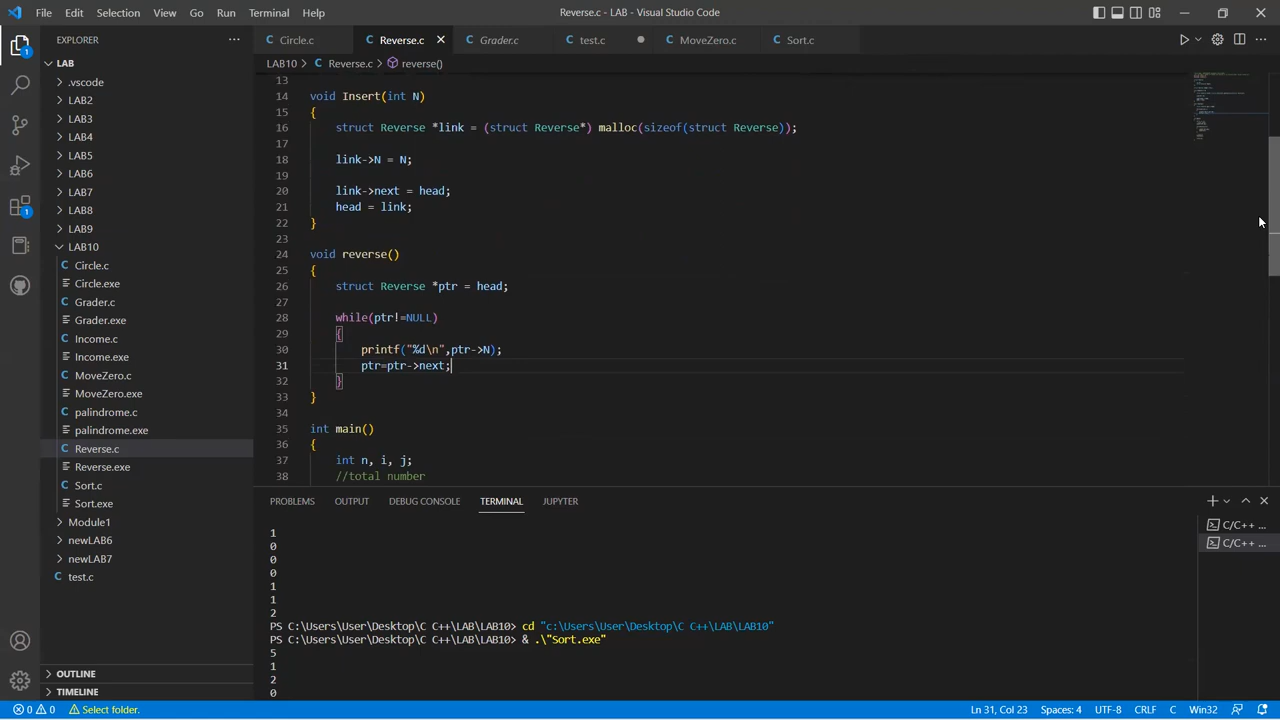 File Edit Selection View Go Run Terminal Help
Reverse.c - LAB - Visual Studio Code
EXPLORER
Circle.c
Reverse.c
Grader.c
test.c
MoveZero.c
Sort.c
LAB10 > C Reverse.c > reverse()
LAB
.vscode
LAB2
LAB3
LAB4
LAB5
LAB6
LAB7
LAB8
LAB9
LAB10
Circle.c
Circle.exe
Grader.c
Grader.exe
Income.c
Income.exe
MoveZero.c
MoveZero.exe
palindrome.c
palindrome.exe
Reverse.c
Reverse.exe
Sort.c
Sort.exe
Module1
newLAB6
newLAB7
test.c
OUTLINE
TIMELINE
13
14 void Insert(int N)
15 {
16 struct Reverse *link = (struct Reverse*) malloc(sizeof(struct Reverse));
17
18 link->N = N;
19
20 link->next = head;
21 head = link;
22 }
23
24 void reverse()
25 {
26 struct Reverse *ptr = head;
27
28 while(ptr!=NULL)
29 {
30 printf("%d\n",ptr->N);
31 ptr=ptr->next;
32 }
33 }
34
35 int main()
36 {
37 int n, i, j;
38 //total number
PROBLEMS OUTPUT DEBUG CONSOLE TERMINAL JUPYTER
1
0
0
0
1
1
2
PS C:\Users\User\Desktop\C C++\LAB\LAB10> cd "c:\Users\User\Desktop\C C++\LAB\LAB10"
PS C:\Users\User\Desktop\C C++\LAB\LAB10> & .\"Sort.exe"
5
1
2
0
C/C++ ...
C/C++ ...
0 0 Select folder.
Ln 31, Col 23 Spaces: 4 UTF-8 CRLF C Win32